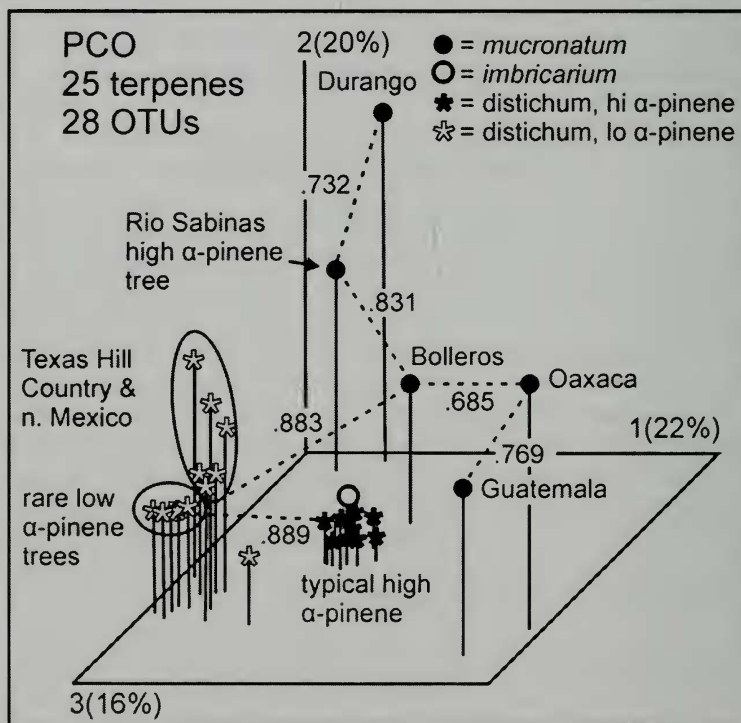 PCO
25 terpenes
28 OTUs
2(20%)
● = mucronatum
○ = imbricarium
★ = distichum, hi α-pinene
☆ = distichum, lo α-pinene
Durango
.732
Rio Sabinas
high α-pinene
tree
.831
Texas Hill
Country &
n. Mexico
Bolleros
Oaxaca
.685
.883
1(22%)
.769
Guatemala
rare low
α-pinene
trees
.889
typical high
α-pinene
3(16%)